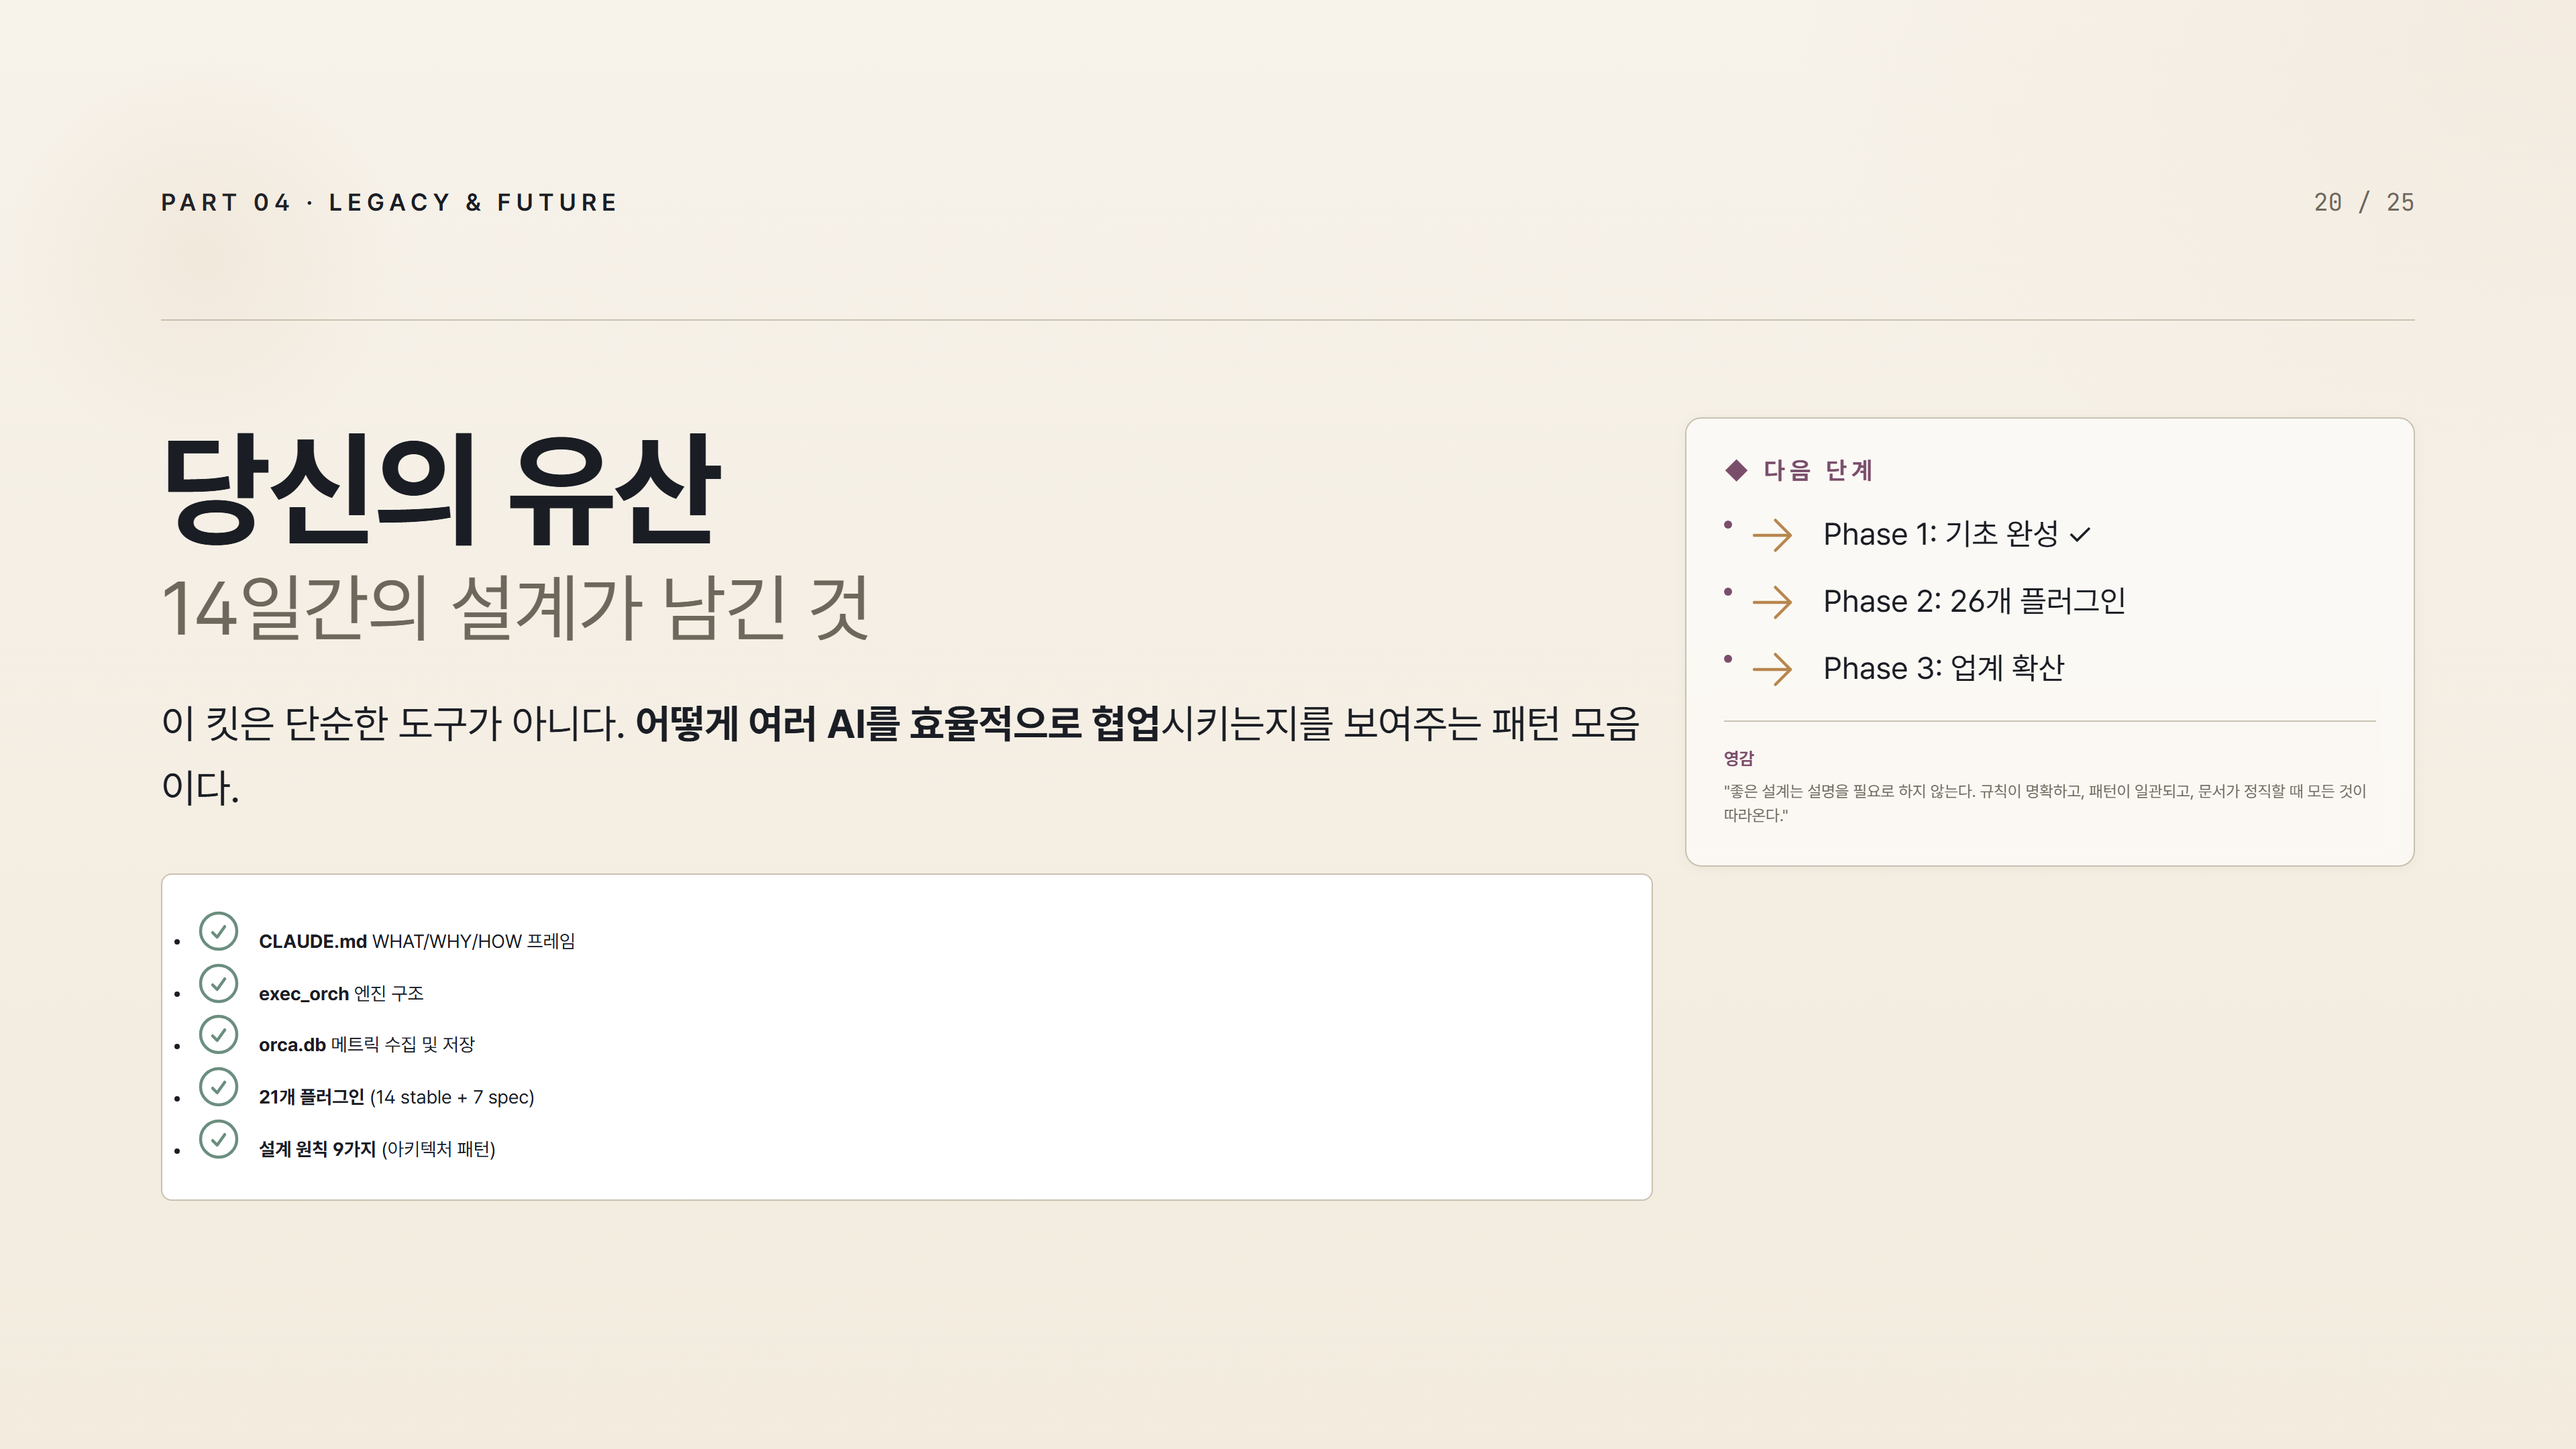 PART 04 · LEGACY & FUTURE
20 / 25
당신의 유산
14일간의 설계가 남긴 것
이 킷은 단순한 도구가 아니다. 어떻게 여러 AI를 효율적으로 협업시키는지를 보여주는 패턴 모음
이다.
• CLAUDE.md WHAT/WHY/HOW 프레임
• exec_orch 엔진 구조
• orca.db 메트릭 수집 및 저장
• 21개 플러그인 (14 stable + 7 spec)
• 설계 원칙 9가지 (아키텍처 패턴)
◆ 다음 단계
• → Phase 1: 기초 완성 ✓
• → Phase 2: 26개 플러그인
• → Phase 3: 업계 확산
영감
"좋은 설계는 설명을 필요로 하지 않는다. 규칙이 명확하고, 패턴이 일관되고, 문서가 정직할 때 모든 것이
따라온다."